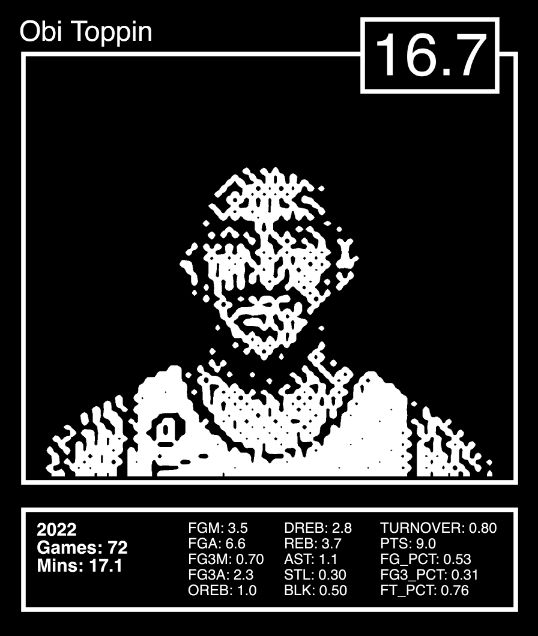 Obi Toppin
16.7
2022
Games: 72
Mins: 17.1
FGM: 3.5
FGA: 6.6
FG3M: 0.70
FG3A: 2.3
OREB: 1.0
DREB: 2.8
REB: 3.7
AST: 1.1
STL: 0.30
BLK: 0.50
TURNOVER: 0.80
PTS: 9.0
FG_PCT: 0.53
FG3_PCT: 0.31
FT_PCT: 0.76